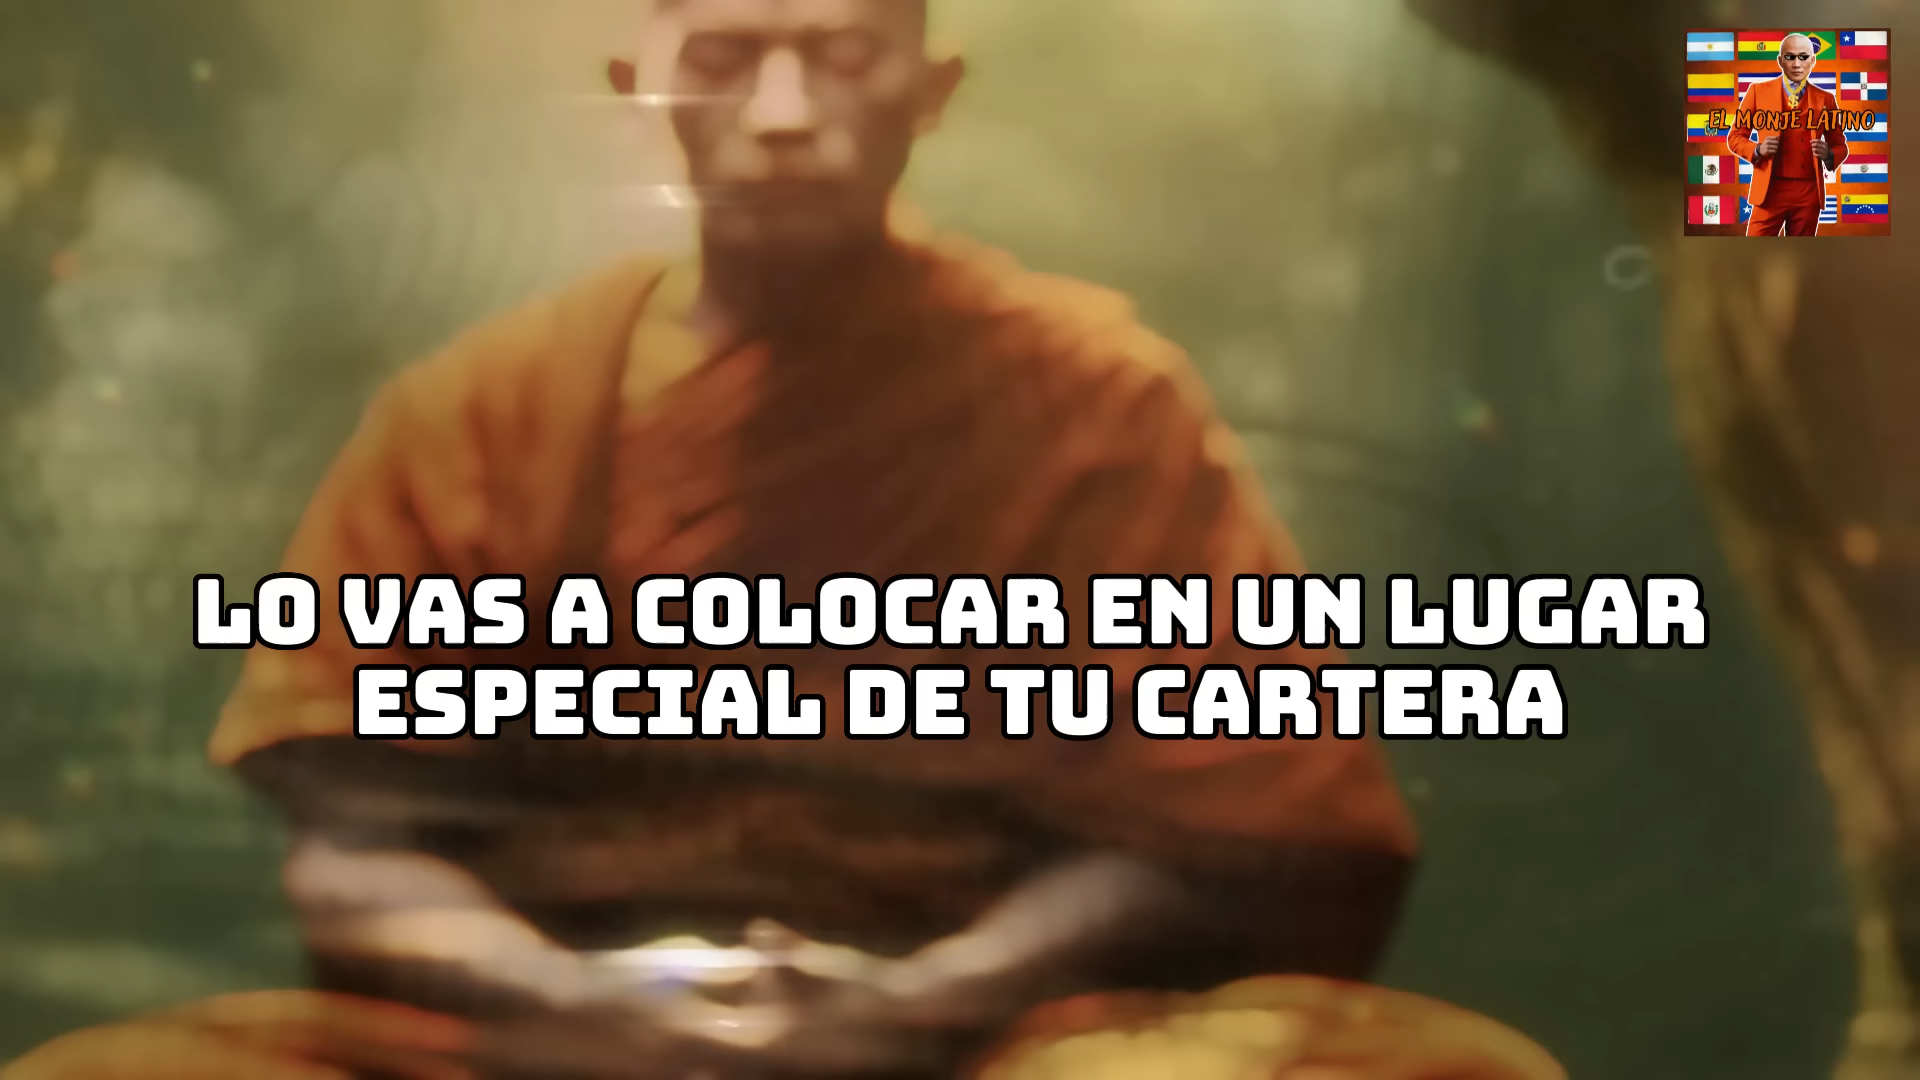 EL MONJE LATINO
LO VAS A COLOCAR EN UN LUGAR
ESPECIAL DE TU CARTERA